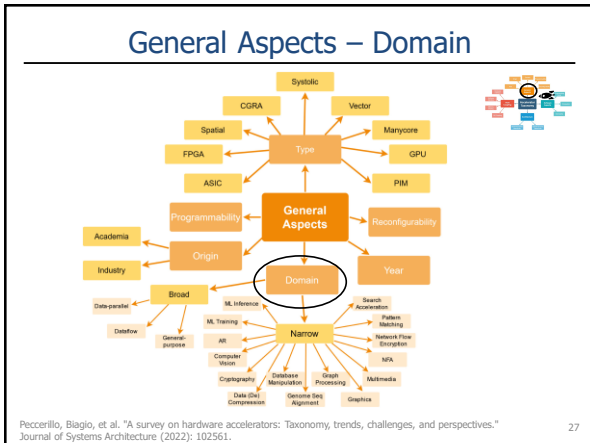 General Aspects – Domain
Systolic
CGRA
Vector
Spatial
Manycore
FPGA
Type
GPU
ASIC
PIM
Programmability
General
Aspects
Reconfigurability
Academia
Origin
Year
Industry
Domain
Broad
ML Inference
Search
Acceleration
Data-parallel
ML Training
Pattern
Matching
Dataflow
General-
purpose
AR
Narrow
Network Flow
Encryption
Computer
Vision
NFA
Cryptography
Database
Manipulation
Graph
Processing
Multimedia
Data (De)
Compression
Genome Seq
Alignment
Graphics
Peccerillo, Biagio, et al. "A survey on hardware accelerators: Taxonomy, trends, challenges, and perspectives."
Journal of Systems Architecture (2022): 102561.
27